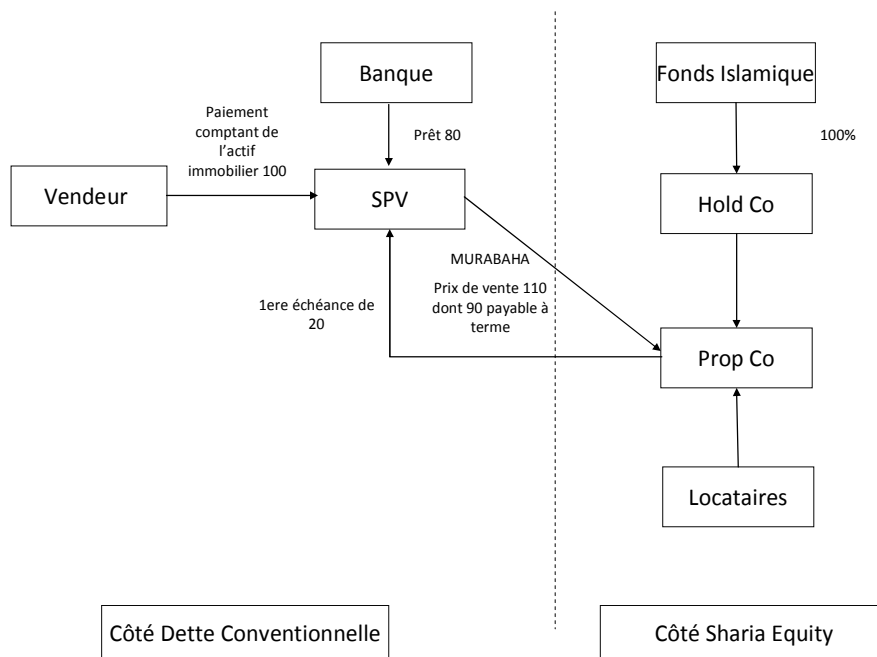 Banque
Fonds Islamique
Paiement
comptant de
l’actif
immobilier 100
Prêt 80
100%
Vendeur
SPV
Hold Co
MURABAHA
Prix de vente 110
dont 90 payable à
terme
1ere échéance de
20
Prop Co
Locataires
Côté Dette Conventionnelle
Côté Sharia Equity